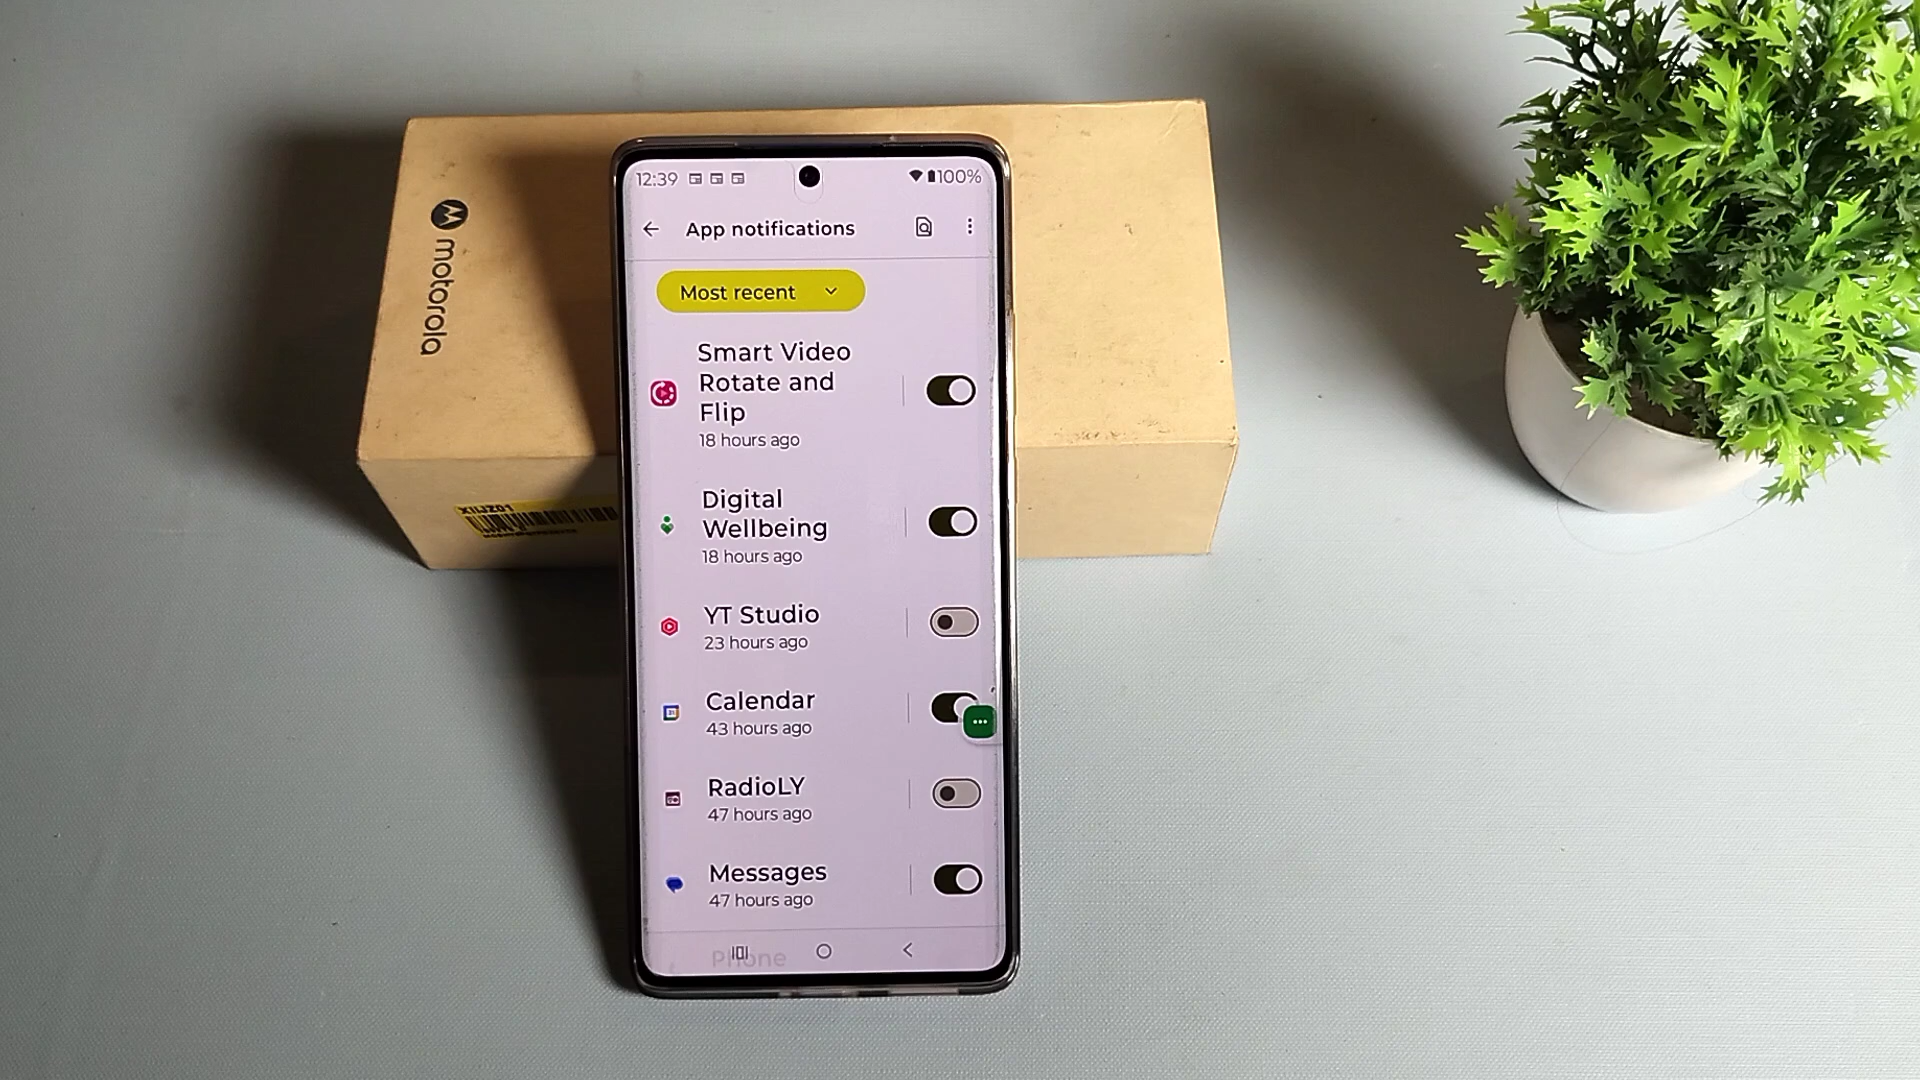 motorola
12:39
100%
App notifications
Most recent
Smart Video
Rotate and
Flip
18 hours ago
Digital
Wellbeing
18 hours ago
YT Studio
23 hours ago
Calendar
43 hours ago
RadioLY
47 hours ago
Messages
47 hours ago
Phone